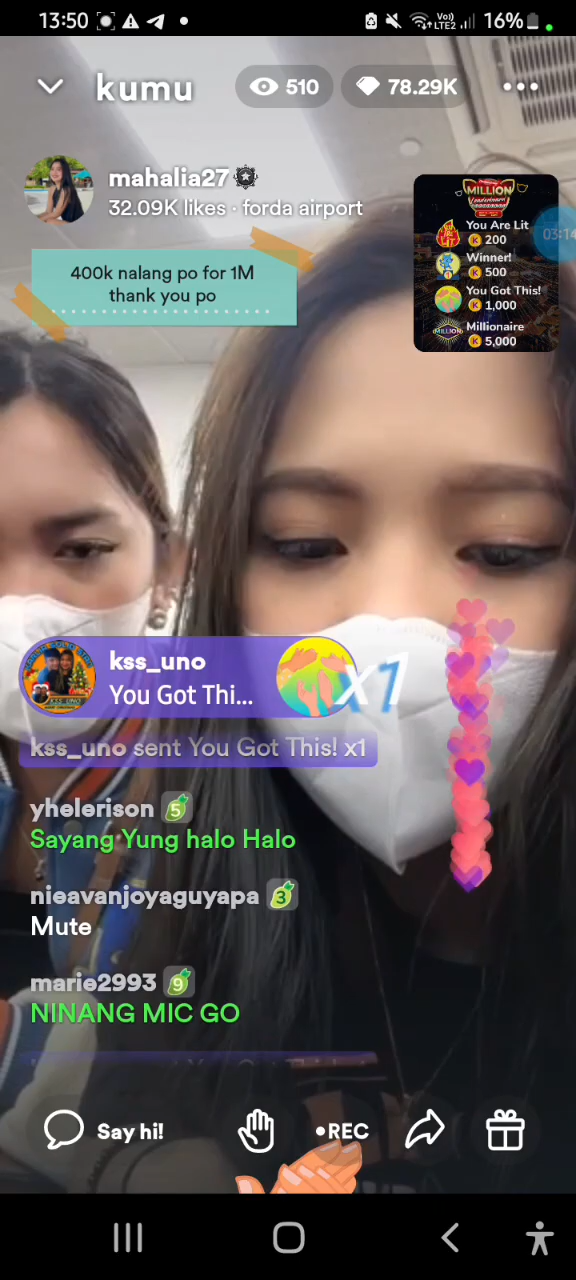 13:50
Vo))
LTE2
16%
kumu
510
78.29K
mahalia27
32.09K likes · forda airport
400k nalang po for 1M
thank you po
MILLION
You Are Lit
200
Winner!
500
You Got This!
1,000
MILLION
Millionaire
5,000
03:14
kss_uno
You Got Thi...
x1
kss_uno sent You Got This! x1
yhelerison 5
Sayang Yung halo Halo
nieavanjoyaguyapa 3
Mute
marie2993 9
NINANG MIC GO
Say hi!
•REC